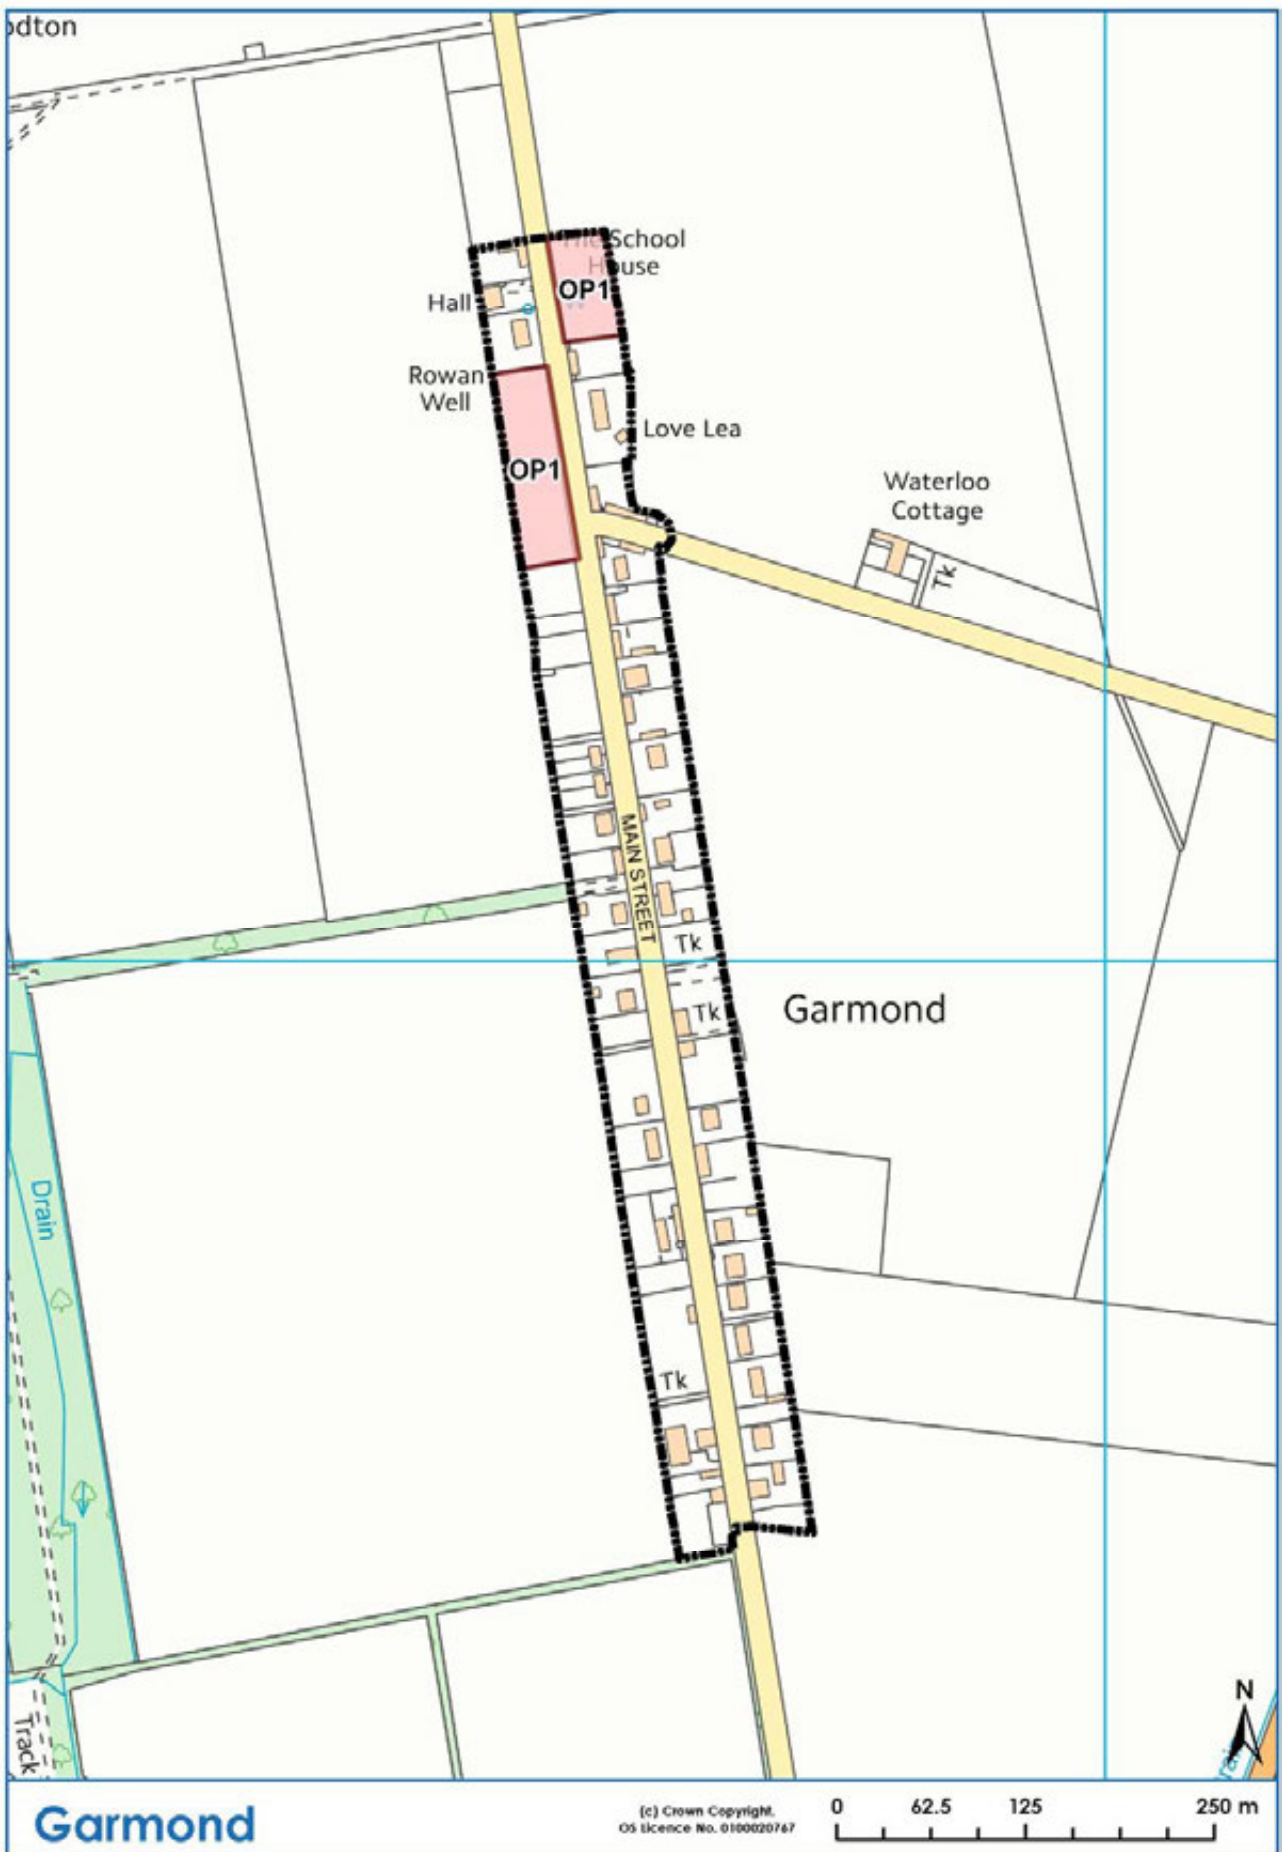 odton
School
House
OP1
Hall
Rowan
Well
Love Lea
OP1
Waterloo
Cottage
Tk
MAIN STREET
Tk
Tk
Garmond
Drain
Tk
Track
N
Garmond
(c) Crown Copyright.
OS Licence No. 0100020767
0 62.5 125 250 m